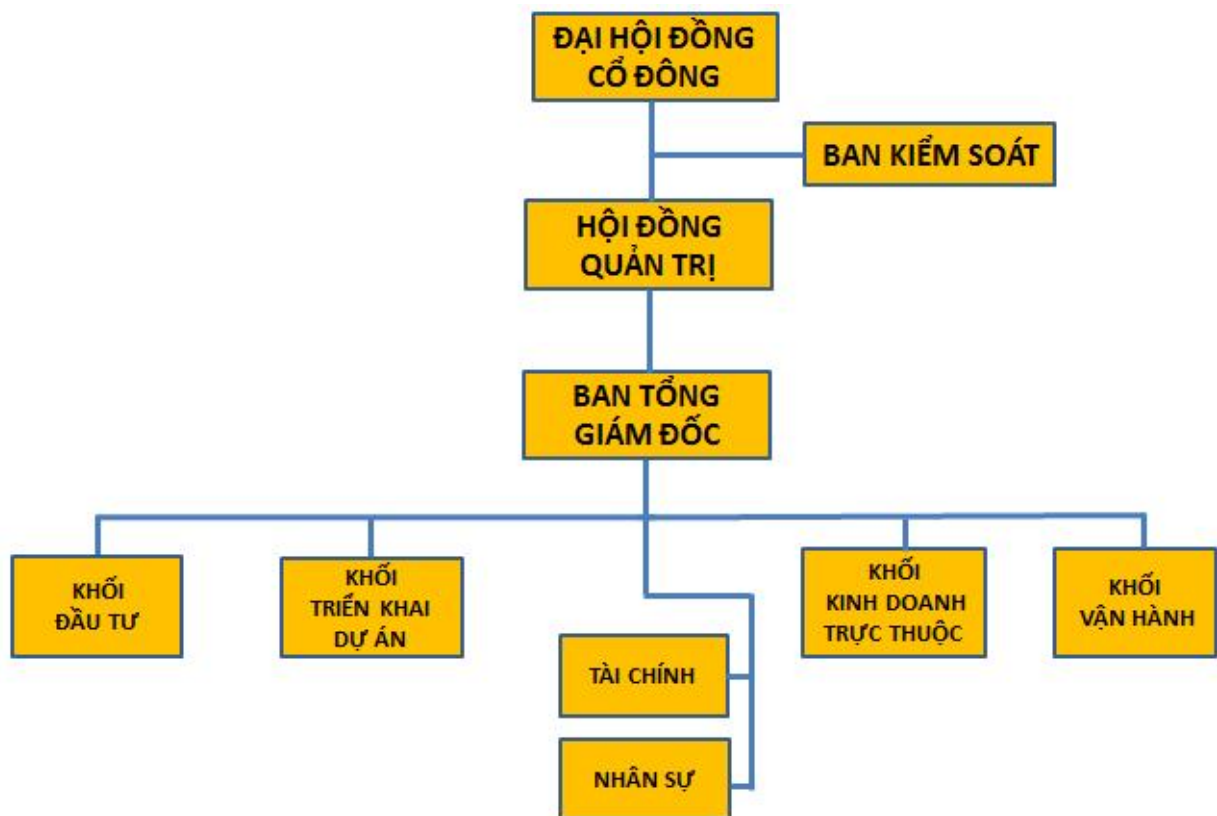 ĐẠI HỘI ĐỒNG
CỔ ĐÔNG
BAN KIỂM SOÁT
HỘI ĐỒNG
QUẢN TRỊ
BAN TỔNG
GIÁM ĐỐC
KHỐI
ĐẦU TƯ
KHỐI
TRIỂN KHAI
DỰ ÁN
KHỐI
KINH DOANH
TRỰC THUỘC
KHỐI
VẬN HÀNH
TÀI CHÍNH
NHÂN SỰ